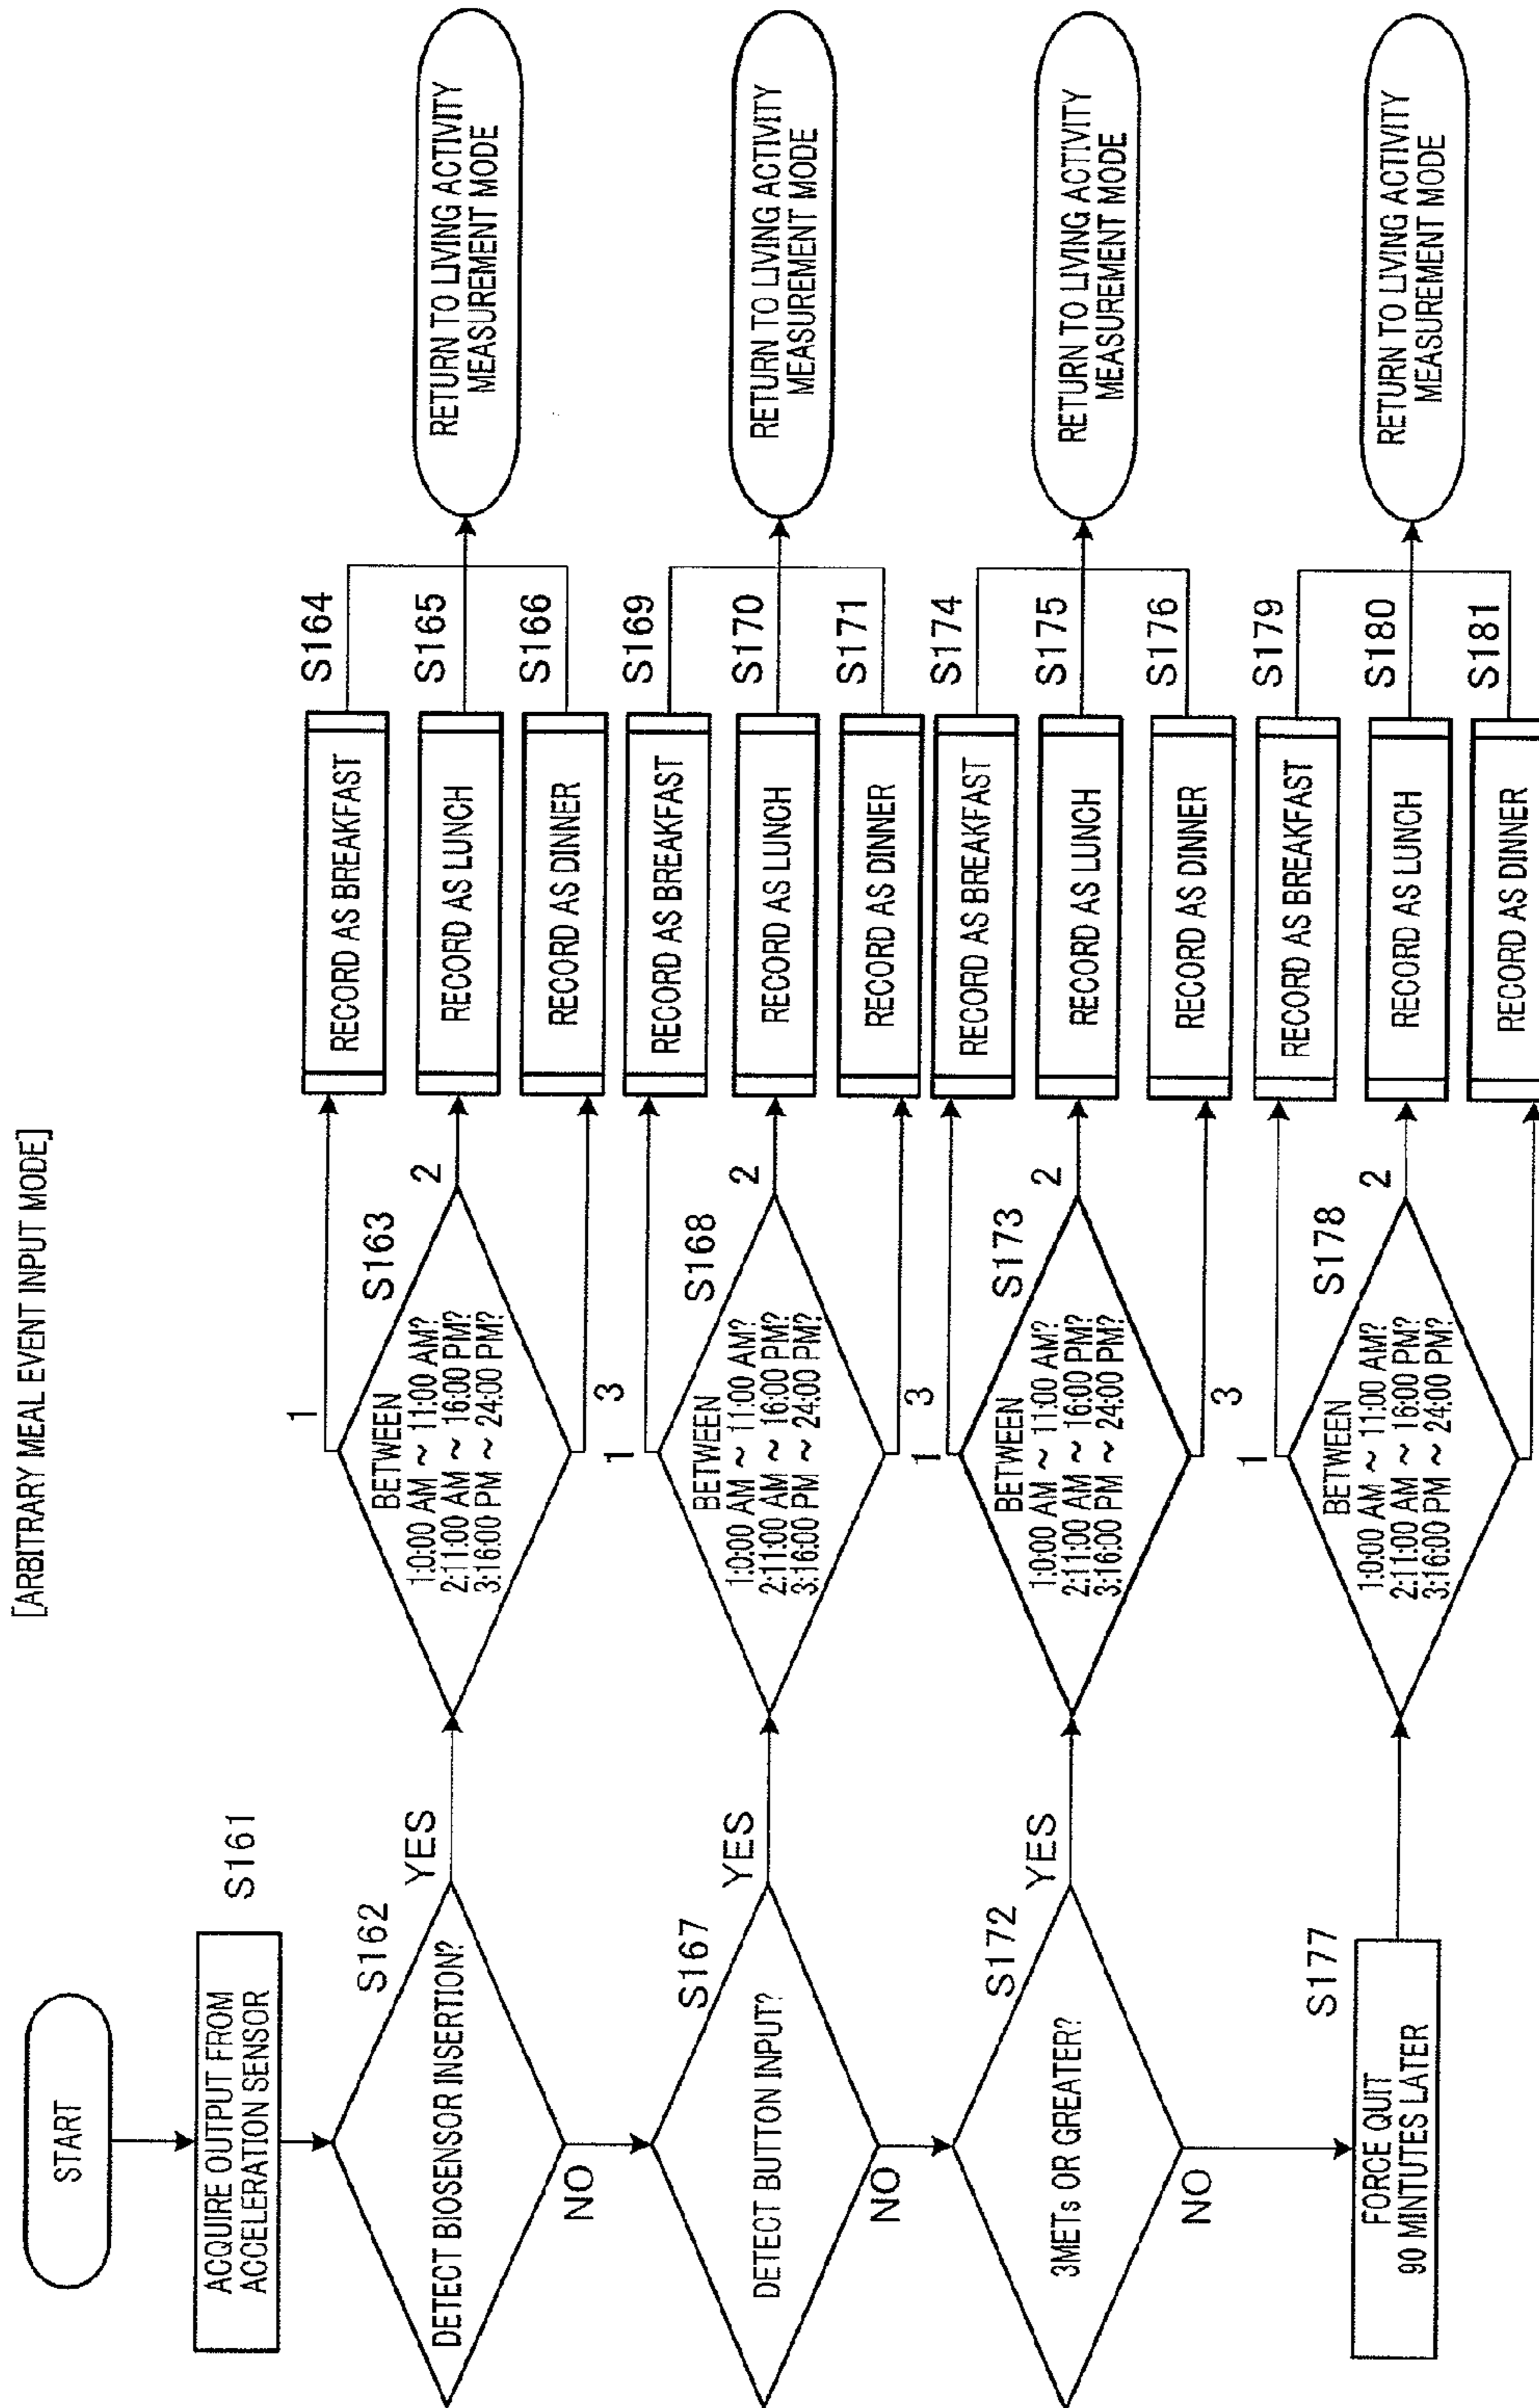 [ARBITRARY MEAL EVENT INPUT MODE]
START
ACQUIRE OUTPUT FROM
ACCELERATION SENSOR
S161
DETECT BIOSENSOR INSERTION?
S162
YES
NO
BETWEEN
1:0:00 AM ~ 11:00 AM?
2:11:00 AM ~ 16:00 PM?
3:16:00 PM ~ 24:00 PM?
S163
1
2
3
RECORD AS BREAKFAST
S164
RECORD AS LUNCH
S165
RECORD AS DINNER
S166
RETURN TO LIVING ACTIVITY
MEASUREMENT MODE
DETECT BUTTON INPUT?
S167
YES
NO
BETWEEN
1:0:00 AM ~ 11:00 AM?
2:11:00 AM ~ 16:00 PM?
3:16:00 PM ~ 24:00 PM?
S168
1
2
3
RECORD AS BREAKFAST
S169
RECORD AS LUNCH
S170
RECORD AS DINNER
S171
RETURN TO LIVING ACTIVITY
MEASUREMENT MODE
3METs OR GREATER?
S172
YES
NO
BETWEEN
1:0:00 AM ~ 11:00 AM?
2:11:00 AM ~ 16:00 PM?
3:16:00 PM ~ 24:00 PM?
S173
1
2
3
RECORD AS BREAKFAST
S174
RECORD AS LUNCH
S175
RECORD AS DINNER
S176
RETURN TO LIVING ACTIVITY
MEASUREMENT MODE
FORCE QUIT
90 MINTUTES LATER
S177
BETWEEN
1:0:00 AM ~ 11:00 AM?
2:11:00 AM ~ 16:00 PM?
3:16:00 PM ~ 24:00 PM?
S178
1
2
RECORD AS BREAKFAST
S179
RECORD AS LUNCH
S180
RECORD AS DINNER
S181
RETURN TO LIVING ACTIVITY
MEASUREMENT MODE